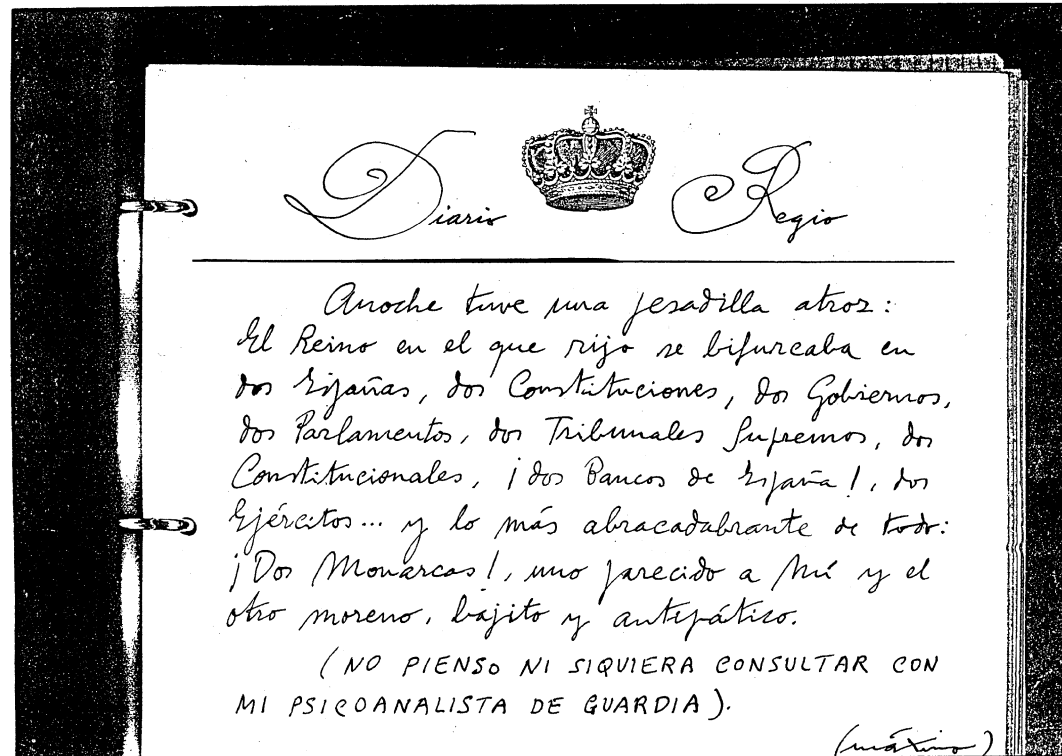 Diario Regio
Anoche tuve una pesadilla atroz:
El Reino en el que rijo se bifurcaba en
dos Españas, dos Constituciones, dos Gobiernos,
dos Parlamentos, dos Tribunales Supremos, dos
Constitucionales, ¡dos Bancos de España!, dos
Ejércitos... y lo más abracadabrante de todo:
¡Dos Monarcas!, uno parecido a Mí y el
otro moreno, bajito y antipático.
(NO PIENSO NI SIQUIERA CONSULTAR CON
MI PSICOANALISTA DE GUARDIA).
(máximo)